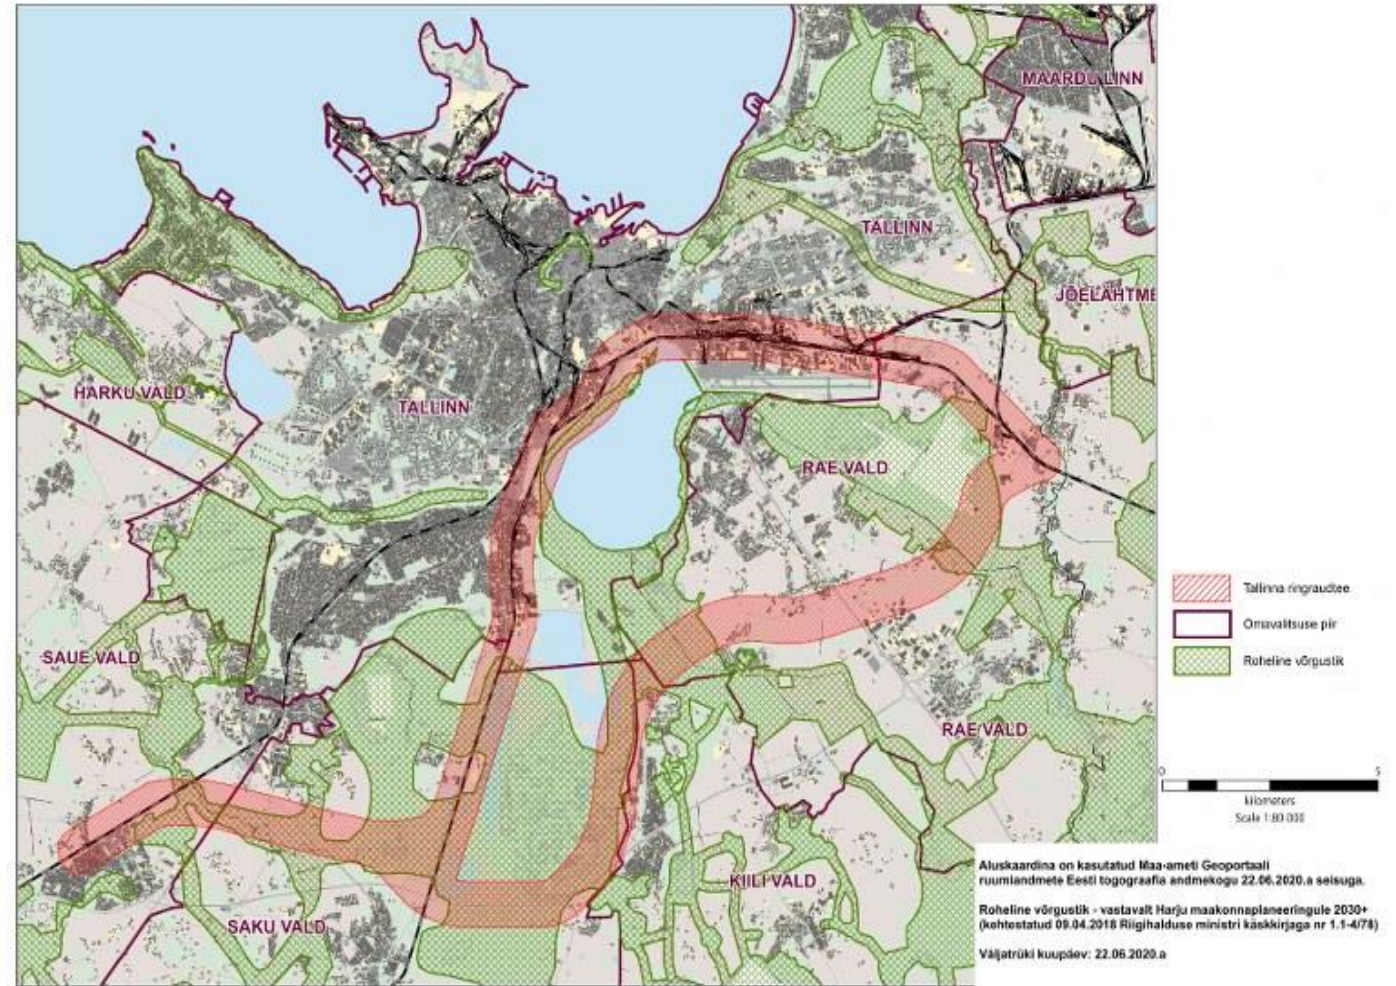 MAARDU LINN
TALLINN
JÕELÄHTME
HARKU VALD
TALLINN
RAE VALD
SAUE VALD
RAE VALD
KIILI VALD
SAKU VALD
Tallinna ringraudtee
Omavalitsuse piir
Roheline võrgustik
0 5
kilometers
Scale 1:80 000
Aluskaardina on kasutatud Maa-ameti Geoportaali
ruumiandmete Eesti topograafia andmekogu 22.06.2020.a seisuga.
Roheline võrgustik - vastavalt Harju maakonnaplaneeringule 2030+
(kehtestatud 09.04.2018 Riigihalduse ministri käskkirjaga nr 1.1-4/78)
Väljatrüki kuupäev: 22.06.2020.a